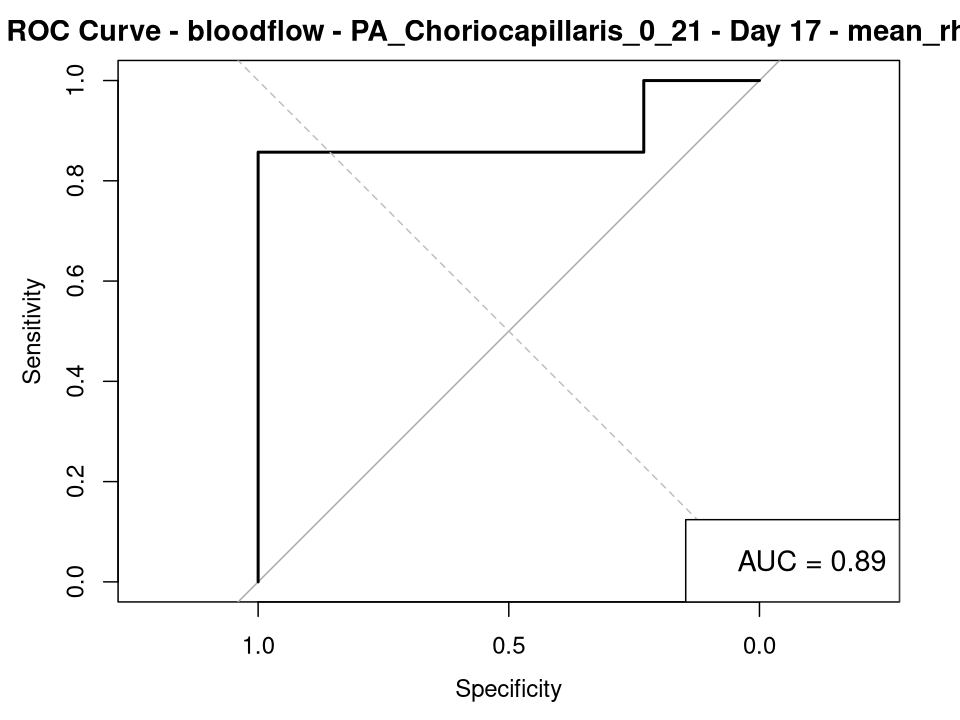 ROC Curve - bloodflow - PA_Choriocapillaris_0_21 - Day 17 - mean_rh
1.0
0.8
0.6
0.4
0.2
0.0
Sensitivity
AUC = 0.89
1.0 0.5 0.0
Specificity